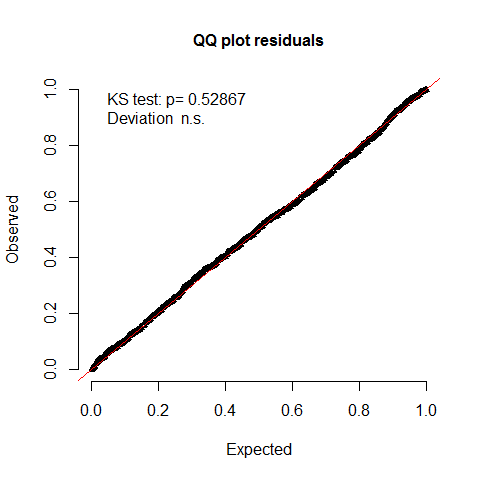 QQ plot residuals
KS test: p= 0.52867
Deviation n.s.
Observed
1.0
0.8
0.6
0.4
0.2
0.0
0.0 0.2 0.4 0.6 0.8 1.0
Expected